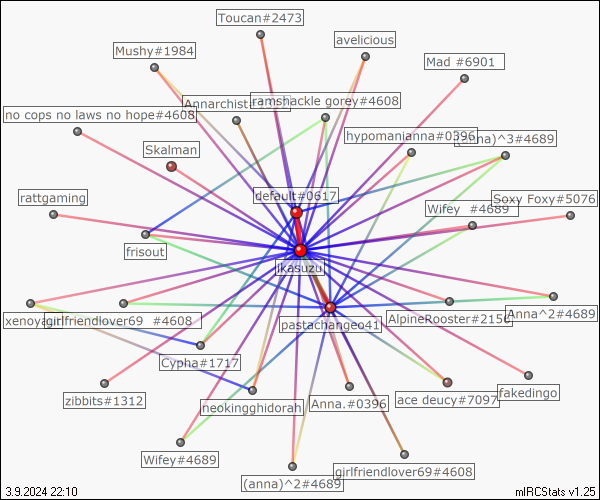 Toucan#2473
avelicious
Mushy#1984
Mad #6901
Annarchist-
ramshackle gorey#4608
no cops no laws no hope#4608
hypomanianna#0396
(anna)^3#4689
Skalman
default#0617
rattgaming
Soxy Foxy#5076
Wifey #4689
frisout
ikasuzu
xenoya
girlfriendlover69 #4608
pastachangeo41
AlpineRooster#2150
Anna^2#4689
Cypha#1717
zibbits#1312
neokingghidorah
Anna.#0396
ace deucy#7097
fakedingo
Wifey#4689
(anna)^2#4689
girlfriendlover69#4608
3.9.2024 22:10
mIRCStats v1.25